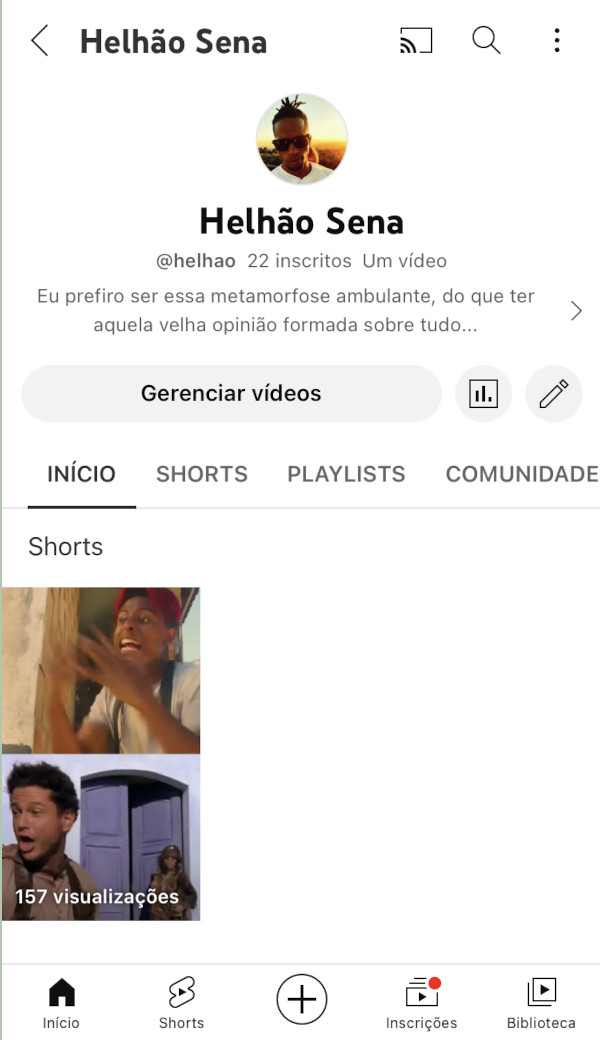 Helhão Sena
Helhão Sena
@helhao 22 inscritos Um vídeo
Eu prefiro ser essa metamorfose ambulante, do que ter
aquela velha opinião formada sobre tudo...
Gerenciar vídeos
INÍCIO SHORTS PLAYLISTS COMUNIDADE
Shorts
157 visualizações
Início Shorts Inscrições Biblioteca